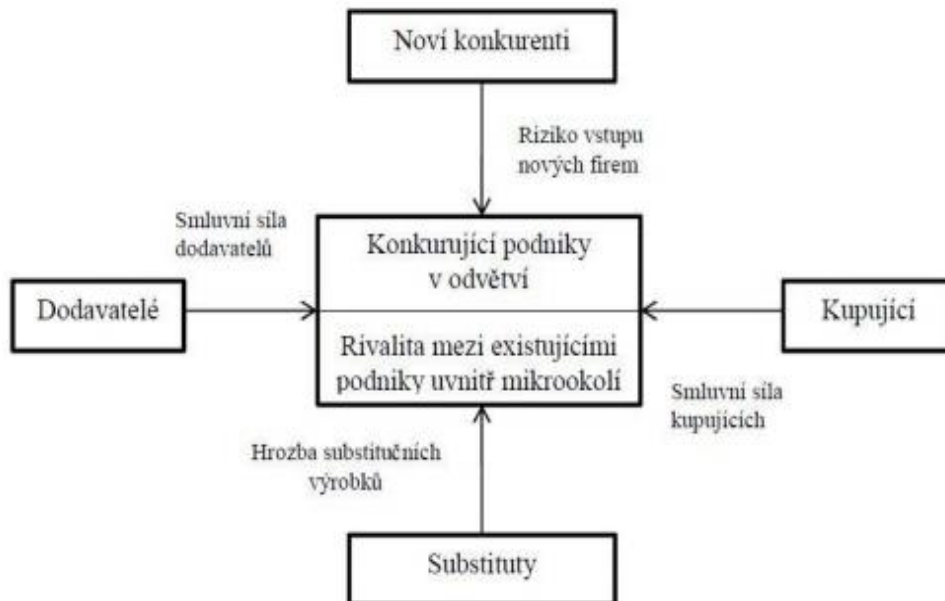 Noví konkurenti
Riziko vstupu
nových firem
Smluvní síla
dodavatelů
Konkurující podniky
v odvětví
Dodavatelé
Kupující
Rivalita mezi existujícími
podniky uvnitř mikrookolí
Smluvní síla
kupujících
Hrozba substitučních
výrobků
Substituty